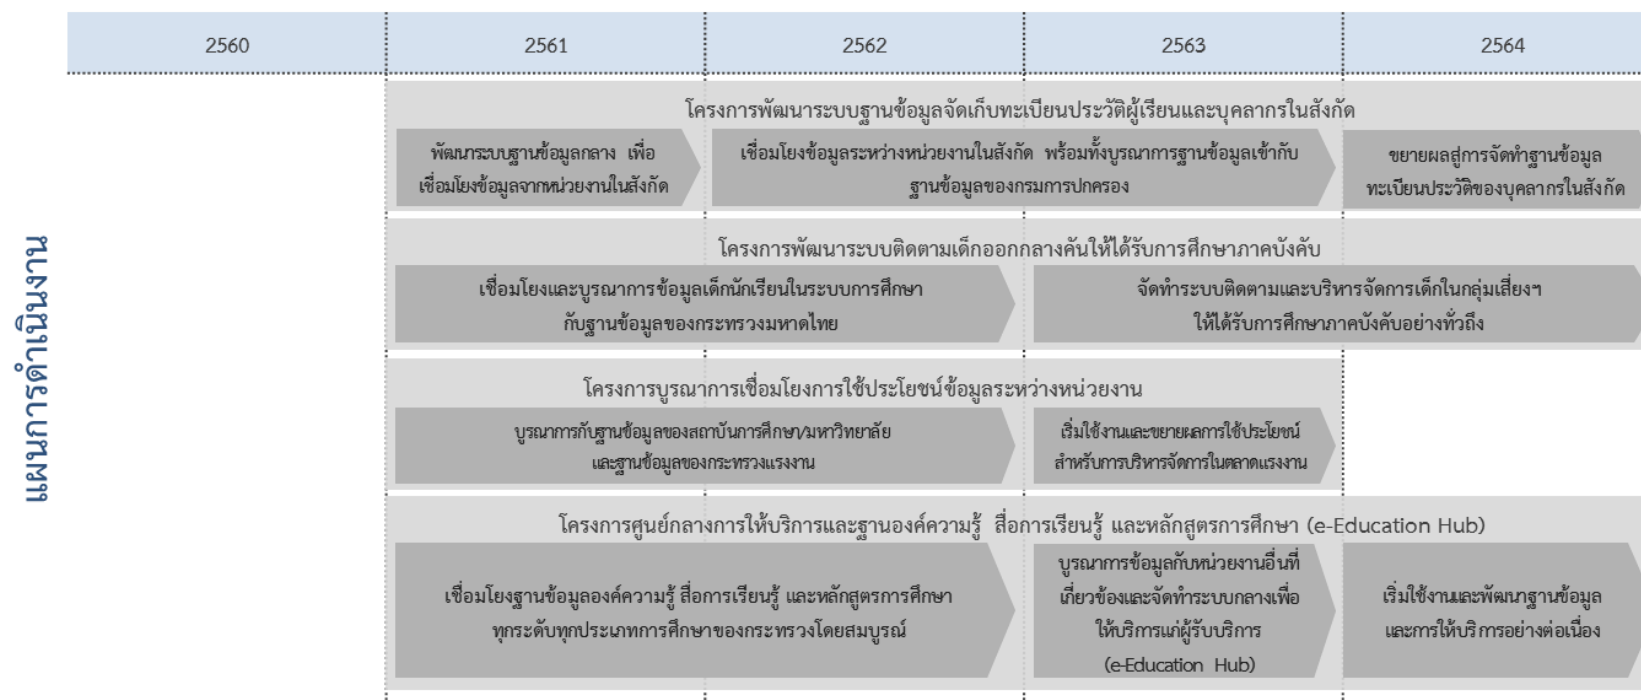 2560 2561 2562 2563 2564
แผนการดำเนินงาน
โครงการพัฒนาระบบฐานข้อมูลจัดเก็บทะเบียนประวัติผู้เรียนและบุคลากรในสังกัด
พัฒนาระบบฐานข้อมูลกลาง เพื่อ
เชื่อมโยงข้อมูลจากหน่วยงานในสังกัด
เชื่อมโยงข้อมูลระหว่างหน่วยงานในสังกัด พร้อมทั้งบูรณาการฐานข้อมูลเข้ากับ
ฐานข้อมูลของกรมการปกครอง
ขยายผลสู่การจัดทำฐานข้อมูล
ทะเบียนประวัติของบุคลากรในสังกัด
โครงการพัฒนาระบบติดตามเด็กออกกลางคันให้ได้รับการศึกษาภาคบังคับ
เชื่อมโยงและบูรณาการข้อมูลเด็กนักเรียนในระบบการศึกษา
กับฐานข้อมูลของกระทรวงมหาดไทย
จัดทำระบบติดตามและบริหารจัดการเด็กในกลุ่มเสี่ยงฯ
ให้ได้รับการศึกษาภาคบังคับอย่างทั่วถึง
โครงการบูรณาการเชื่อมโยงการใช้ประโยชน์ข้อมูลระหว่างหน่วยงาน
บูรณาการกับฐานข้อมูลของสถาบันการศึกษา/มหาวิทยาลัย
และฐานข้อมูลของกระทรวงแรงงาน
เริ่มใช้งานและขยายผลการใช้ประโยชน์
สำหรับการบริหารจัดการในตลาดแรงงาน
โครงการศูนย์กลางการให้บริการและฐานองค์ความรู้ สื่อการเรียนรู้ และหลักสูตรการศึกษา (e-Education Hub)
เชื่อมโยงฐานข้อมูลองค์ความรู้ สื่อการเรียนรู้ และหลักสูตรการศึกษา
ทุกระดับทุกประเภทการศึกษาของกระทรวงโดยสมบูรณ์
บูรณาการข้อมูลกับหน่วยงานอื่นที่
เกี่ยวข้องและจัดทำระบบกลางเพื่อ
ให้บริการแก่ผู้รับบริการ
(e-Education Hub)
เริ่มใช้งานและพัฒนาฐานข้อมูล
และการให้บริการอย่างต่อเนื่อง